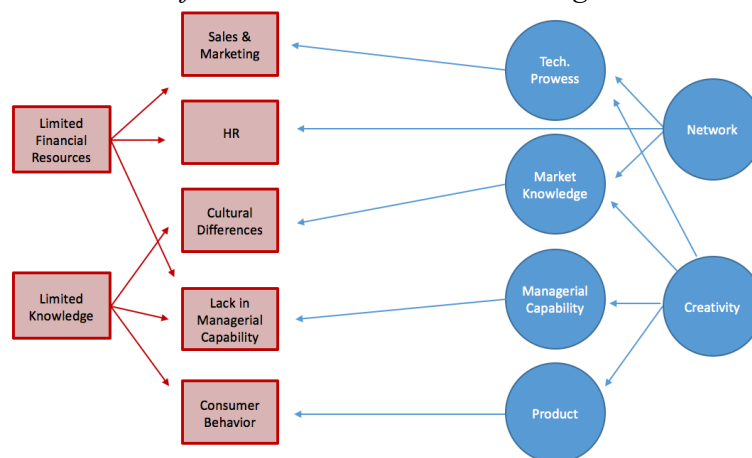 Sales &
Marketing
Tech.
Prowess
Limited
Financial
Resources
HR
Network
Market
Knowledge
Cultural
Differences
Limited
Knowledge
Lack in
Managerial
Capability
Managerial
Capability
Creativity
Consumer
Behavior
Product